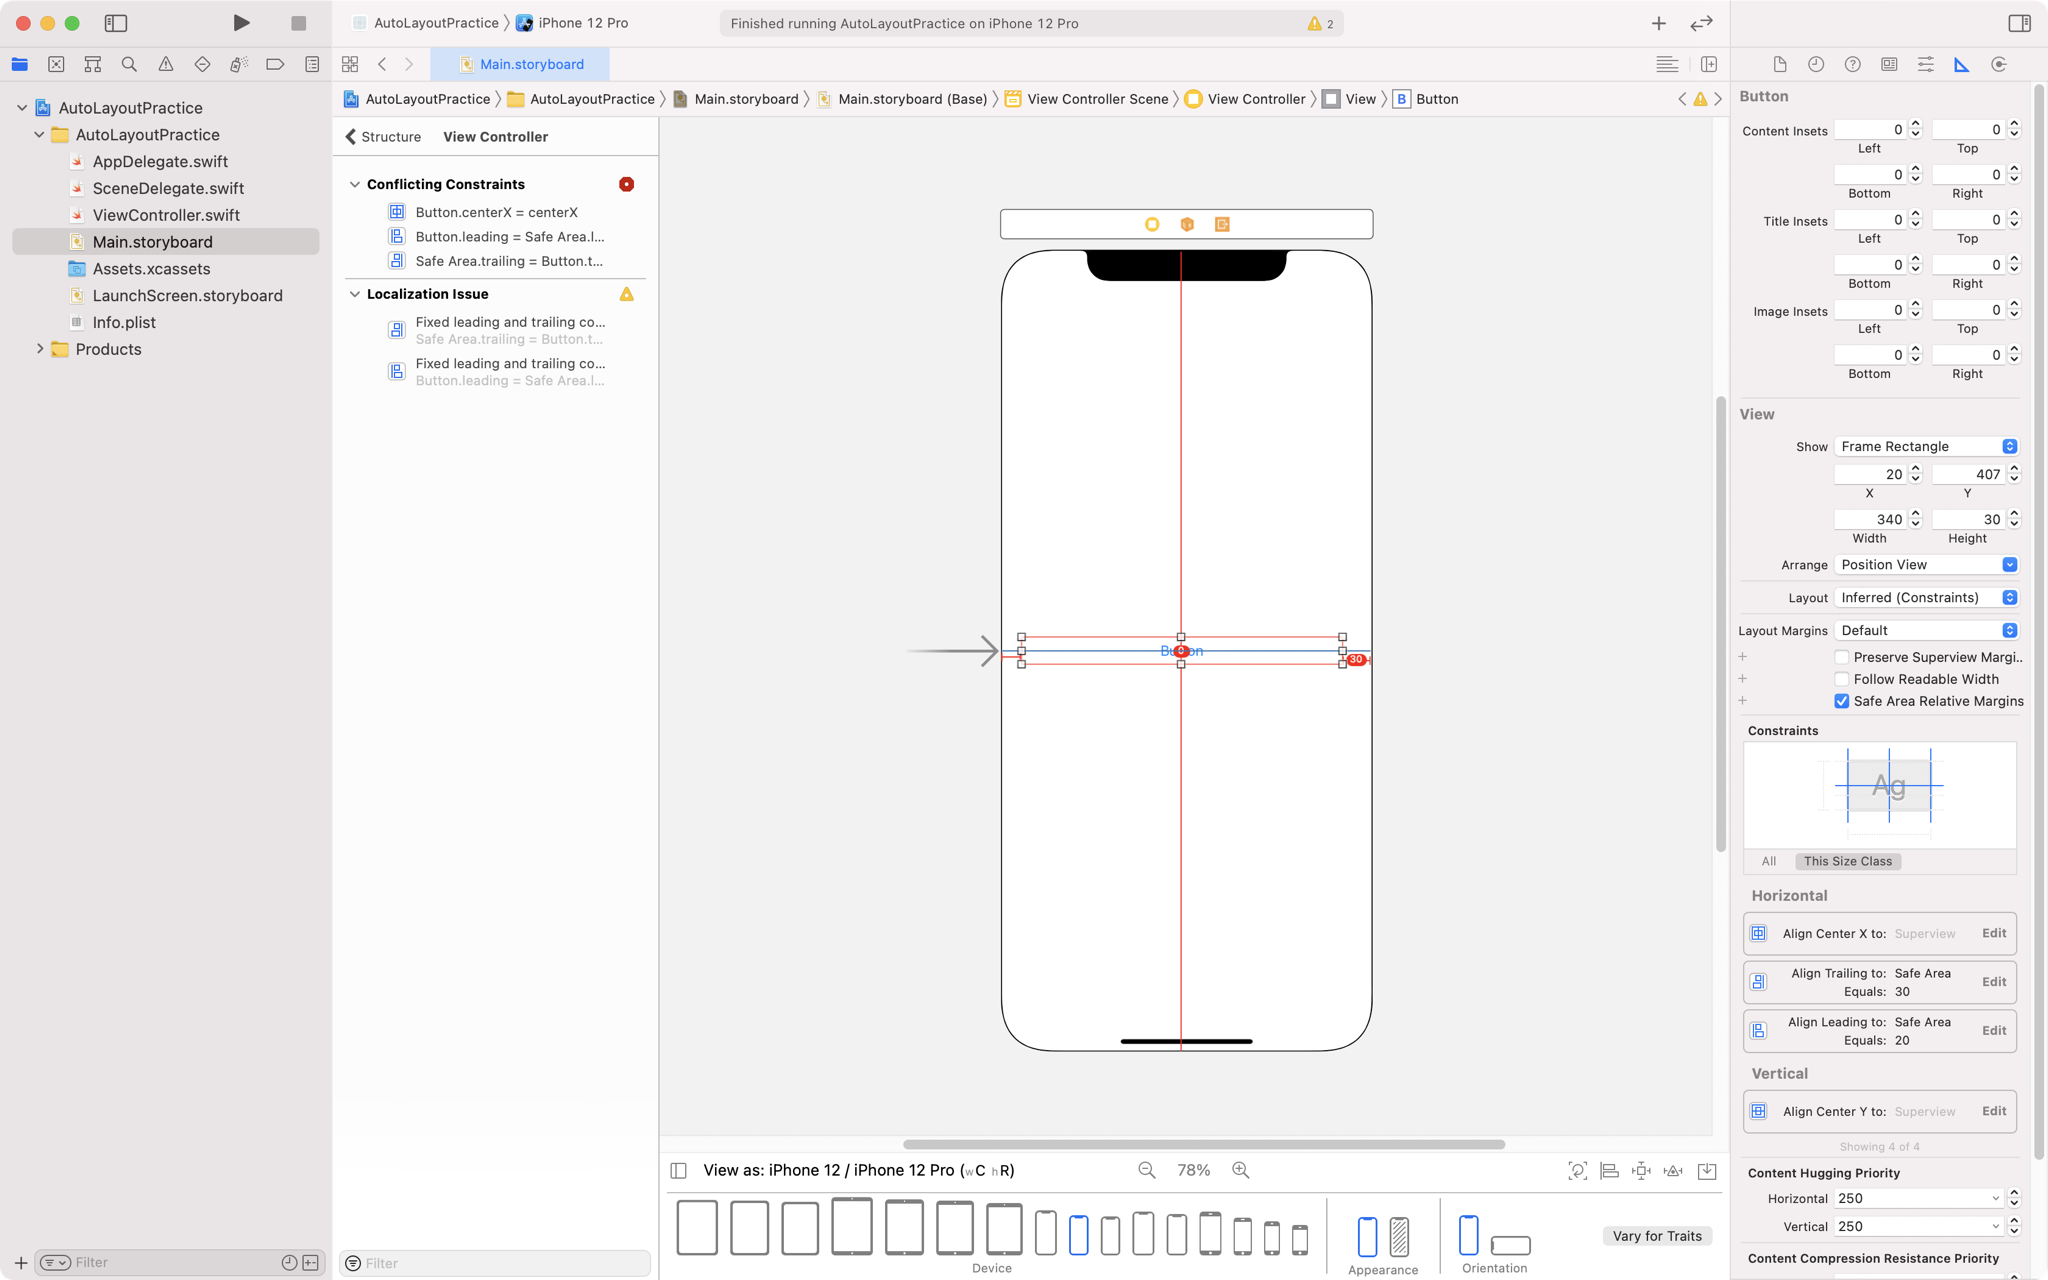 AutoLayoutPractice
iPhone 12 Pro
Finished running AutoLayoutPractice on iPhone 12 Pro
2
Main.storyboard
AutoLayoutPractice
AutoLayoutPractice
Main.storyboard
Main.storyboard (Base)
View Controller Scene
View Controller
View
B Button
AutoLayoutPractice
AutoLayoutPractice
AppDelegate.swift
SceneDelegate.swift
ViewController.swift
Main.storyboard
Assets.xcassets
LaunchScreen.storyboard
Info.plist
Products
Filter
Structure
View Controller
Conflicting Constraints
Button.centerX = centerX
Button.leading = Safe Area.l...
Safe Area.trailing = Button.t...
Localization Issue
Fixed leading and trailing co...
Safe Area.trailing = Button.t...
Fixed leading and trailing co...
Button.leading = Safe Area.l...
Filter
Button
30
View as: iPhone 12 / iPhone 12 Pro (wC hR)
78%
Device
Appearance
Orientation
Vary for Traits
Button
Content Insets 0 0
Left Top
0 0
Bottom Right
Title Insets 0 0
Left Top
0 0
Bottom Right
Image Insets 0 0
Left Top
0 0
Bottom Right
View
Show Frame Rectangle
20 407
X Y
340 30
Width Height
Arrange Position View
Layout Inferred (Constraints)
Layout Margins Default
Preserve Superview Margi..
Follow Readable Width
Safe Area Relative Margins
Constraints
Ag
All This Size Class
Horizontal
Align Center X to: Superview Edit
Align Trailing to: Safe Area Edit
Equals: 30
Align Leading to: Safe Area Edit
Equals: 20
Vertical
Align Center Y to: Superview Edit
Showing 4 of 4
Content Hugging Priority
Horizontal 250
Vertical 250
Content Compression Resistance Priority